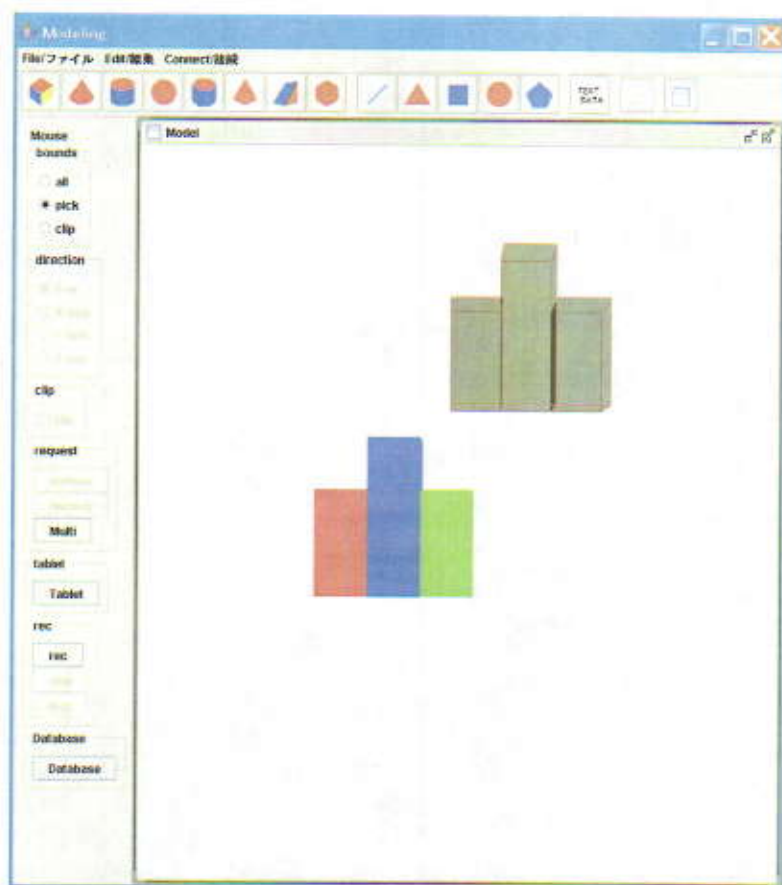 Modeling
File/ファイル Edit/編集 Connect/接続
TEXT
DATA
Model
Mouse
bounds
all
pick
clip
direction
clip
request
Multi
tablet
Tablet
rec
rec
Database
Database